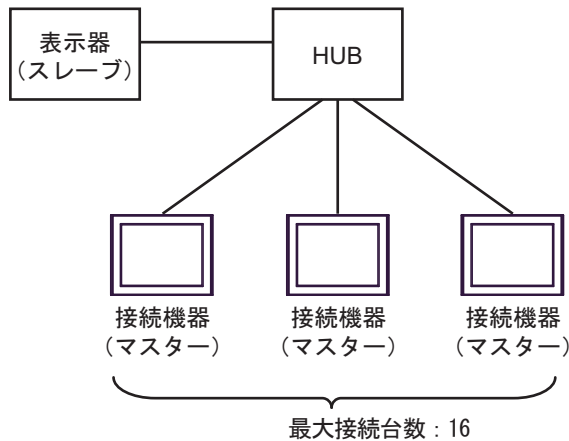 表示器
（スレーブ）
HUB
接続機器
（マスター）
接続機器
（マスター）
接続機器
（マスター）
最大接続台数：16